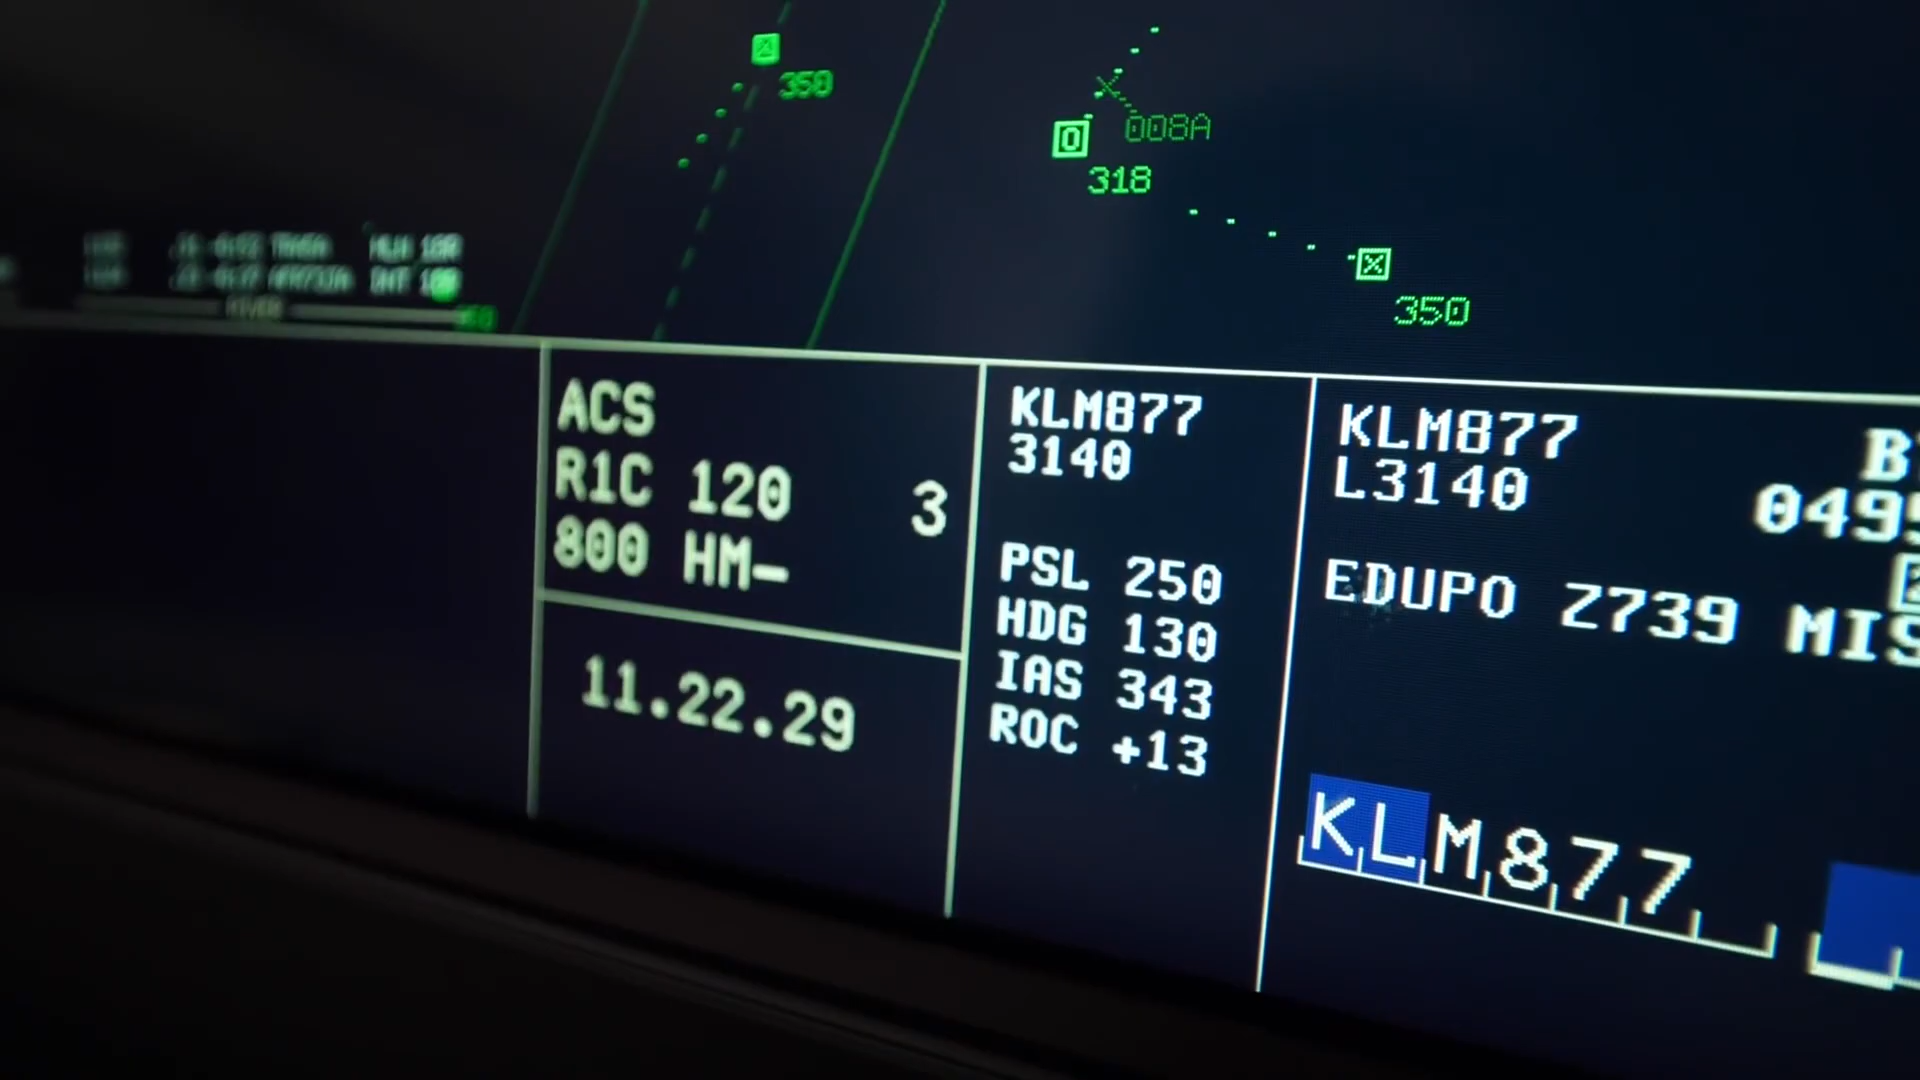 350
008A
318
350
ACS
R1C 120 3
800 HM–
11.22.29
KLM877
3140
PSL 250
HDG 130
IAS 343
ROC +13
KLM877
L3140
EDUPO Z739
KLM877